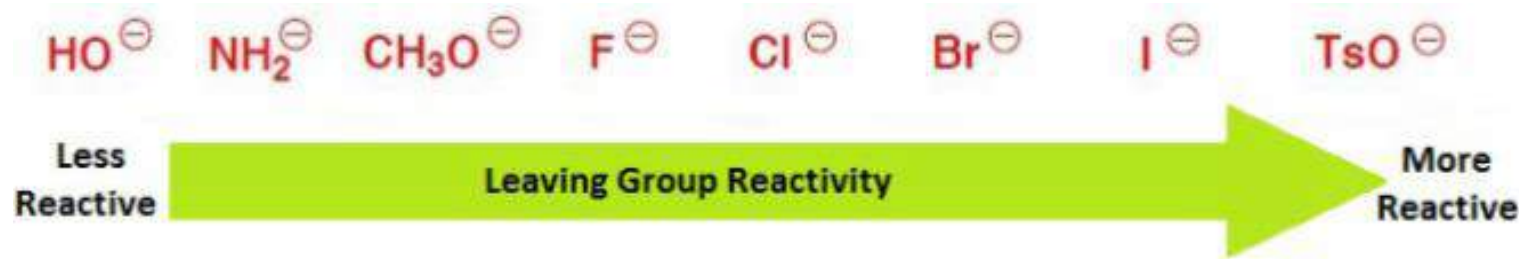 HO⊖ NH₂⊖ CH₃O⊖ F⊖ Cl⊖ Br⊖ I⊖ TsO⊖
Less
Reactive
Leaving Group Reactivity
More
Reactive